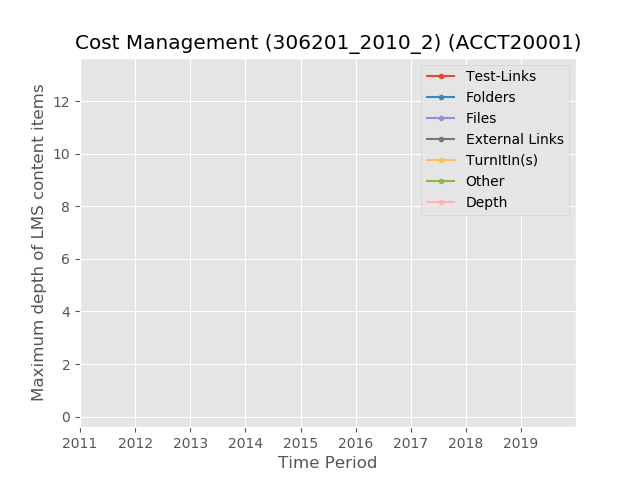 Cost Management (306201_2010_2) (ACCT20001)
Test-Links
Folders
Files
External Links
TurnItIn(s)
Other
Depth
Maximum depth of LMS content items
12
10
8
6
4
2
0
2011 2012 2013 2014 2015 2016 2017 2018 2019
Time Period